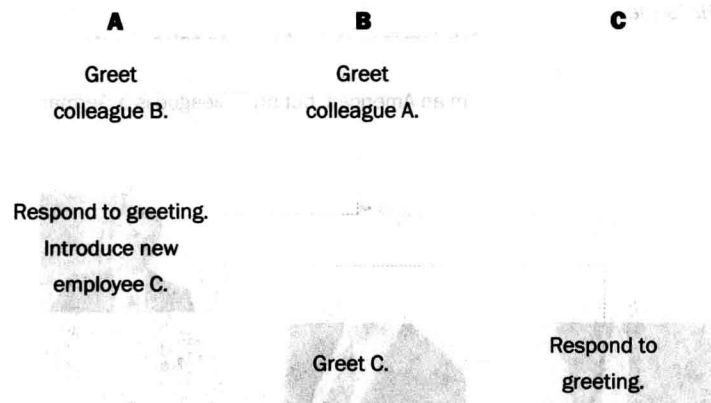 A B C
Greet
colleague B.
Greet
colleague A.
Respond to greeting.
Introduce new
employee C.
Greet C.
Respond to
greeting.